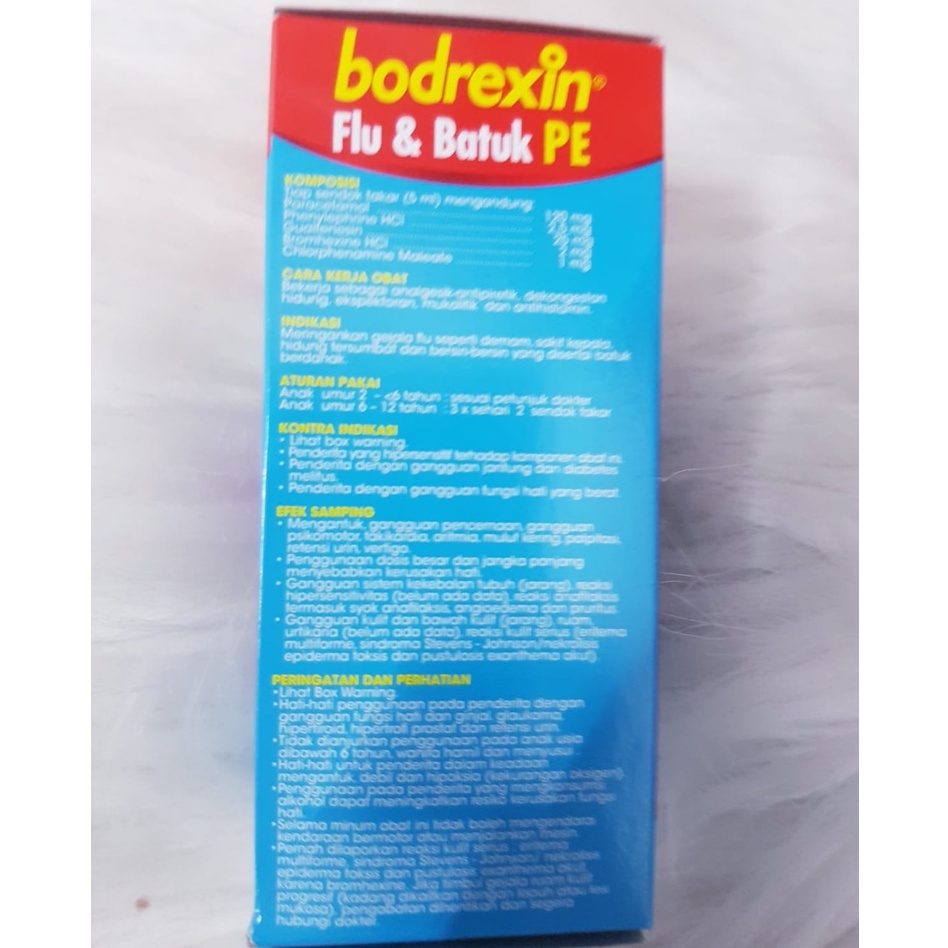 bodrexin®
Flu & Batuk PE
KOMPOSISI
Tiap sendok takar (5 ml) mengandung:
Paracetamol 120 mg
Phenylephrine HCl
Guaifenesin
Bromhexine HCl
Chlorphenamine Maleate 1 mg
CARA KERJA OBAT
Bekerja sebagai analgesik-antipiretik, dekongestan
hidung, ekspektoran, mukolitik dan antihistamin.
INDIKASI
Meringankan gejala flu seperti demam, sakit kepala,
hidung tersumbat dan bersin-bersin yang disertai batuk
berdahak.
ATURAN PAKAI
Anak umur 2 - <6 tahun : sesuai petunjuk dokter
Anak umur 6 - 12 tahun : 3 x sehari 2 sendok takar
KONTRA INDIKASI
• Lihat box warning.
• Penderita yang hipersensitif terhadap komponen obat ini.
• Penderita dengan gangguan jantung dan diabetes
melitus.
• Penderita dengan gangguan fungsi hati yang berat.
EFEK SAMPING
• Mengantuk, gangguan pencernaan, gangguan
psikomotor, takikardia, aritmia, mulut kering, palpitasi,
retensi urin, vertigo.
• Penggunaan dosis besar dan jangka panjang
menyebabkan kerusakan hati.
• Gangguan sistem kekebalan tubuh (jarang), reaksi
hipersensitivitas (belum ada data), reaksi anafilaksis
termasuk syok anafilaksis, angioedema dan pruritus.
• Gangguan kulit dan bawah kulit (jarang), ruam,
urtikaria (belum ada data), reaksi kulit serius (eritema
multiforme, sindroma Stevens - Johnson/nekrolisis
epiderma toksis dan pustulosis exanthema akut).
PERINGATAN DAN PERHATIAN
• Lihat Box Warning.
• Hati-hati penggunaan pada penderita dengan
gangguan fungsi hati dan ginjal, glaukoma,
hipertiroid, hipertrofi prostat dan retensi urin.
• Tidak dianjurkan penggunaan pada anak usia
dibawah 6 tahun, wanita hamil dan menyusui.
• Hati-hati untuk penderita dalam keadaan
mengantuk, debil dan hipoksia (kekurangan oksigen).
• Penggunaan pada penderita yang mengkonsumsi
alkohol dapat meningkatkan resiko kerusakan fungsi
hati.
• Selama minum obat ini tidak boleh mengendarai
kendaraan bermotor atau menjalankan mesin.
• Pernah dilaporkan reaksi kulit serius : eritema
multiforme, sindroma Stevens - Johnson/ nekrolisis
epiderma toksis dan pustulosis exanthema akut
karena bromhexine. Jika timbul gejala ruam kulit
progresif (kadang dikaitkan dengan lepuh atau lesi
mukosa), pengobatan dihentikan dan segera
hubungi dokter.